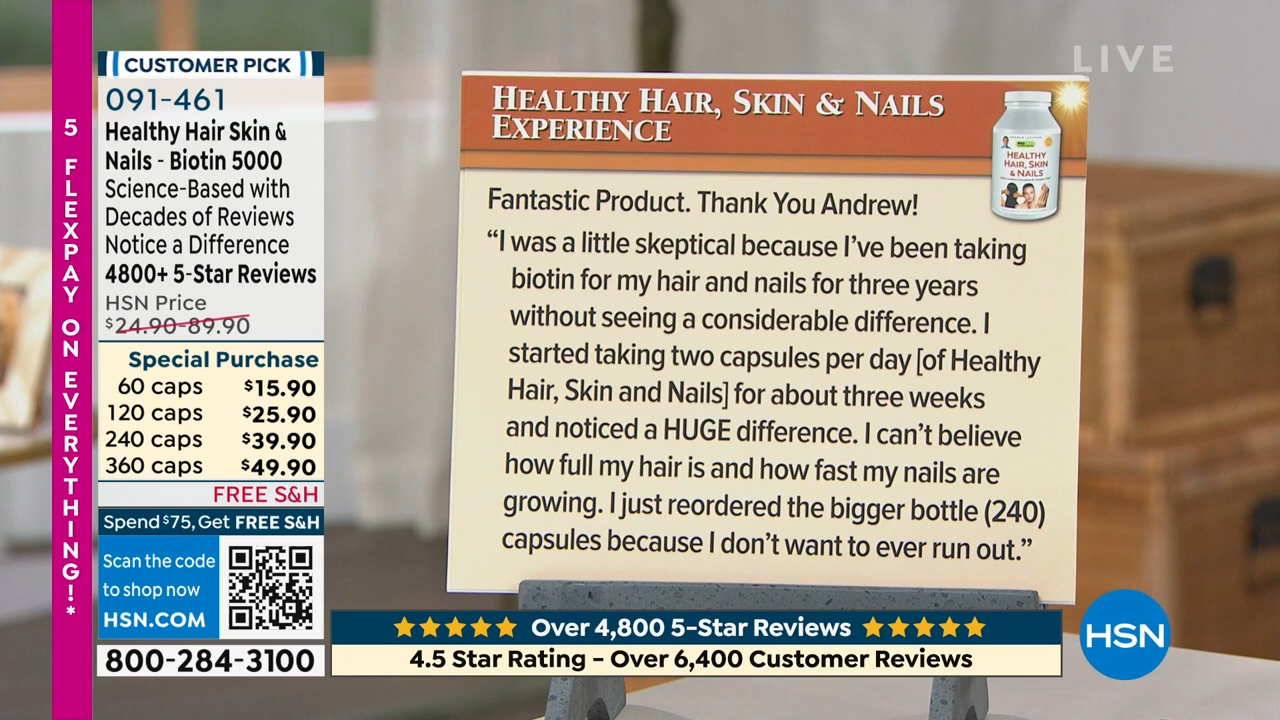 5 FLEXPAY ON EVERYTHING!*
CUSTOMER PICK
091-461
Healthy Hair Skin &
Nails - Biotin 5000
Science-Based with
Decades of Reviews
Notice a Difference
4800+ 5-Star Reviews
HSN Price
$24.90-89.90
Special Purchase
60 caps $15.90
120 caps $25.90
240 caps $39.90
360 caps $49.90
FREE S&H
Spend $75, Get FREE S&H
Scan the code
to shop now
HSN.COM
800-284-3100
LIVE
HEALTHY HAIR, SKIN & NAILS
EXPERIENCE
HEALTHY
HAIR, SKIN
& NAILS
Fantastic Product. Thank You Andrew!
“I was a little skeptical because I’ve been taking
biotin for my hair and nails for three years
without seeing a considerable difference. I
started taking two capsules per day [of Healthy
Hair, Skin and Nails] for about three weeks
and noticed a HUGE difference. I can’t believe
how full my hair is and how fast my nails are
growing. I just reordered the bigger bottle (240)
capsules because I don’t want to ever run out.”
Over 4,800 5-Star Reviews
4.5 Star Rating – Over 6,400 Customer Reviews
HSN